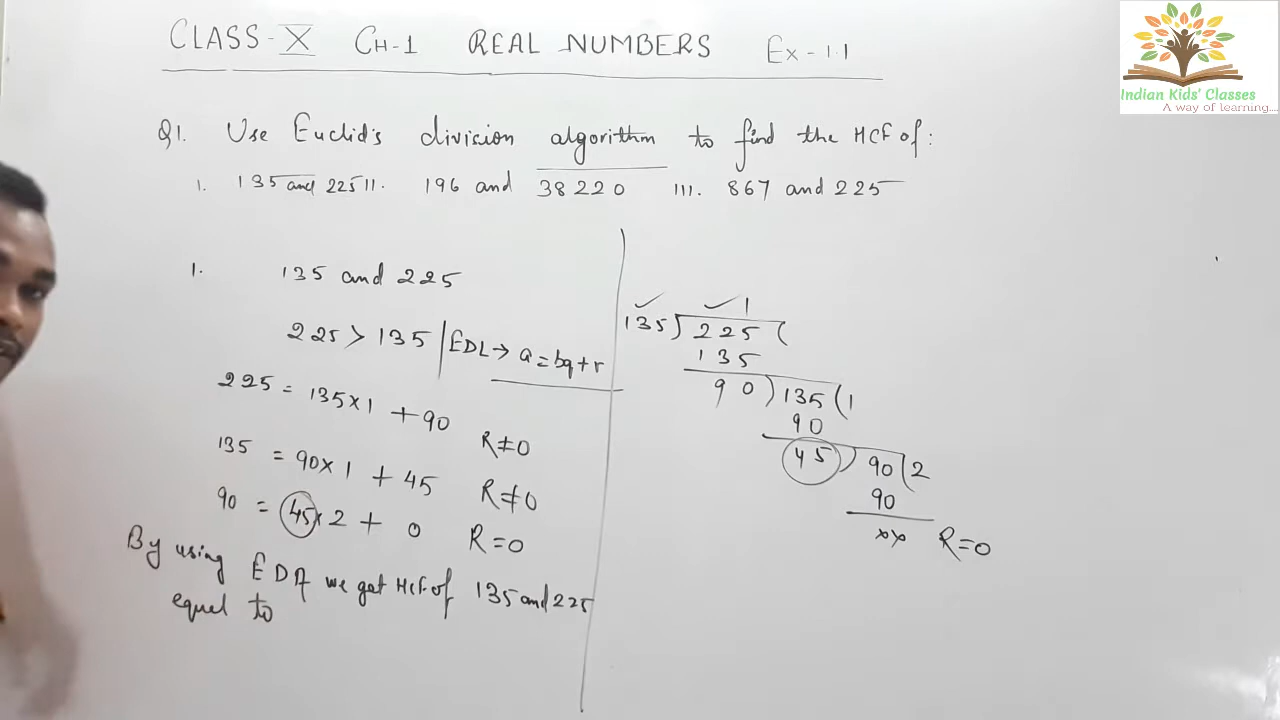 CLASS-X CH-1 REAL NUMBERS Ex-1.1
Indian Kids' Classes
A way of learning....
Q1. Use Euclid's division algorithm to find the HCF of:
1. 135 and 225 11. 196 and 38220 111. 867 and 225
1. 135 and 225
225 > 135 | EDL → a = bq + r
225 = 135×1 + 90 R≠0
135 = 90×1 + 45 R≠0
90 = 45×2 + 0 R=0
By using EDA we get HCF of 135 and 225
equal to
✓ ✓ 1
135) 225 (
135
90) 135 (1
90
45) 90 (2
90
×× R=0